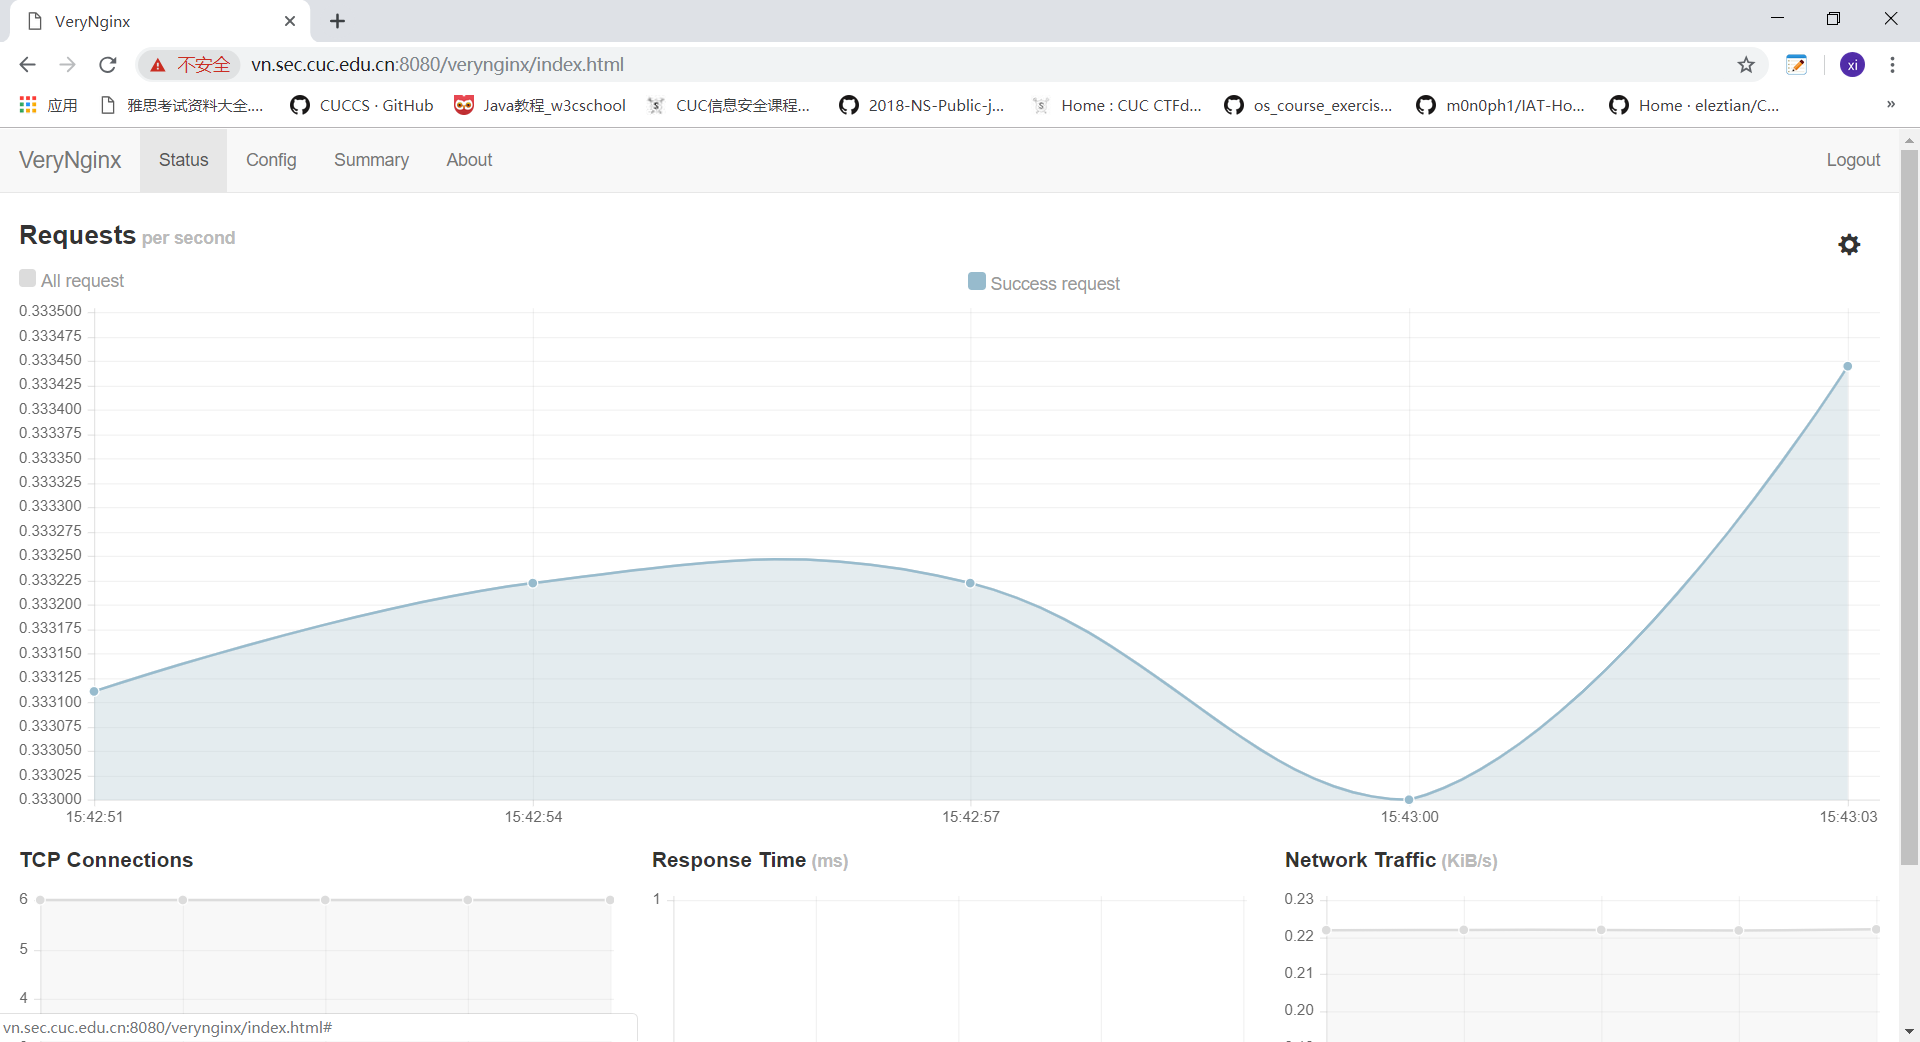 VeryNginx
不安全 vn.sec.cuc.edu.cn:8080/verynginx/index.html xi
应用 雅思考试资料大全.... CUCCS · GitHub Java教程_w3cschool CUC信息安全课程... 2018-NS-Public-j... Home : CUC CTFd... os_course_exercis... m0n0ph1/IAT-Ho... Home · eleztian/C... »
VeryNginx Status Config Summary About Logout
Requests per second
All request Success request
0.333500
0.333475
0.333450
0.333425
0.333400
0.333375
0.333350
0.333325
0.333300
0.333275
0.333250
0.333225
0.333200
0.333175
0.333150
0.333125
0.333100
0.333075
0.333050
0.333025
0.333000
15:42:51 15:42:54 15:42:57 15:43:00 15:43:03
TCP Connections Response Time (ms) Network Traffic (KiB/s)
6 1 0.23
0.22
5
0.21
4
0.20
vn.sec.cuc.edu.cn:8080/verynginx/index.html#